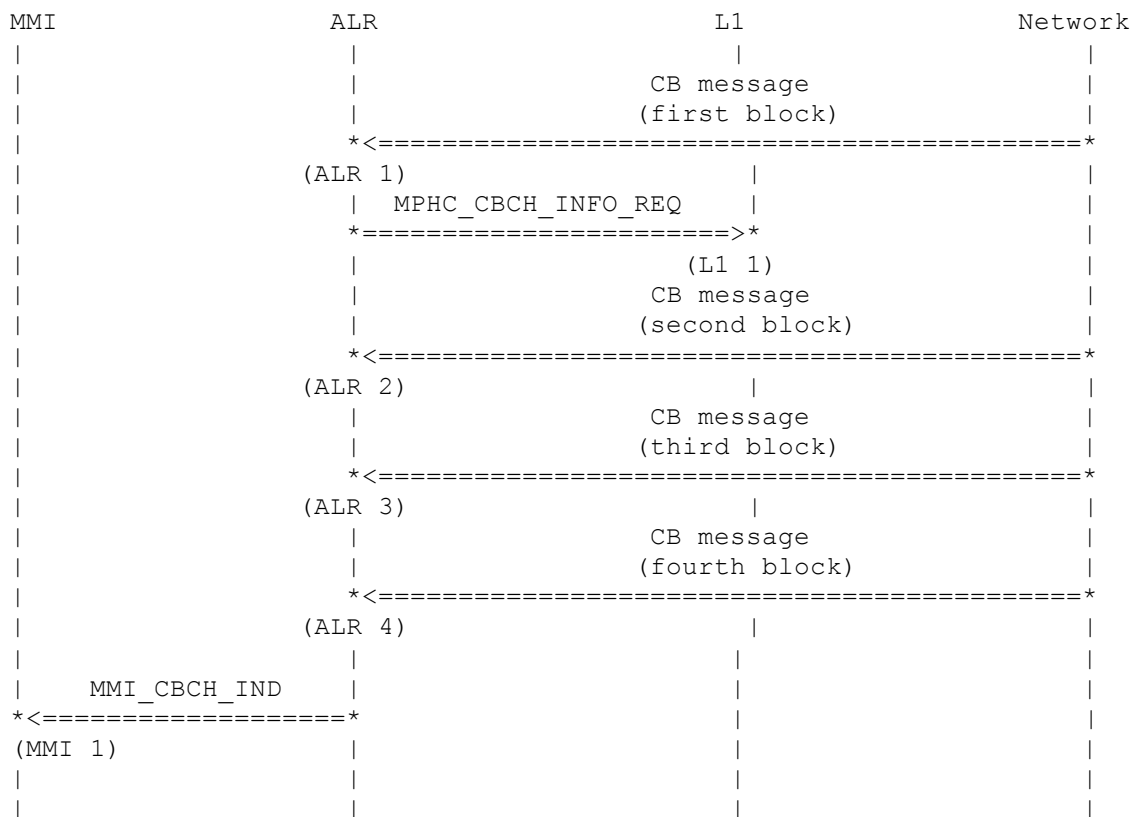 MMI ALR L1 Network
| | | |
| | CB message |
| | (first block) |
| *<============================================*
| (ALR 1) | |
| | MPHC_CBCH_INFO_REQ | |
| *=======================>* |
| | (L1 1) |
| | CB message |
| | (second block) |
| *<============================================*
| (ALR 2) | |
| | CB message |
| | (third block) |
| *<============================================*
| (ALR 3) | |
| | CB message |
| | (fourth block) |
| *<============================================*
| (ALR 4) | |
| | | |
| MMI_CBCH_IND | | |
*<===================* | |
(MMI 1) | | |
| | | |
| | | |